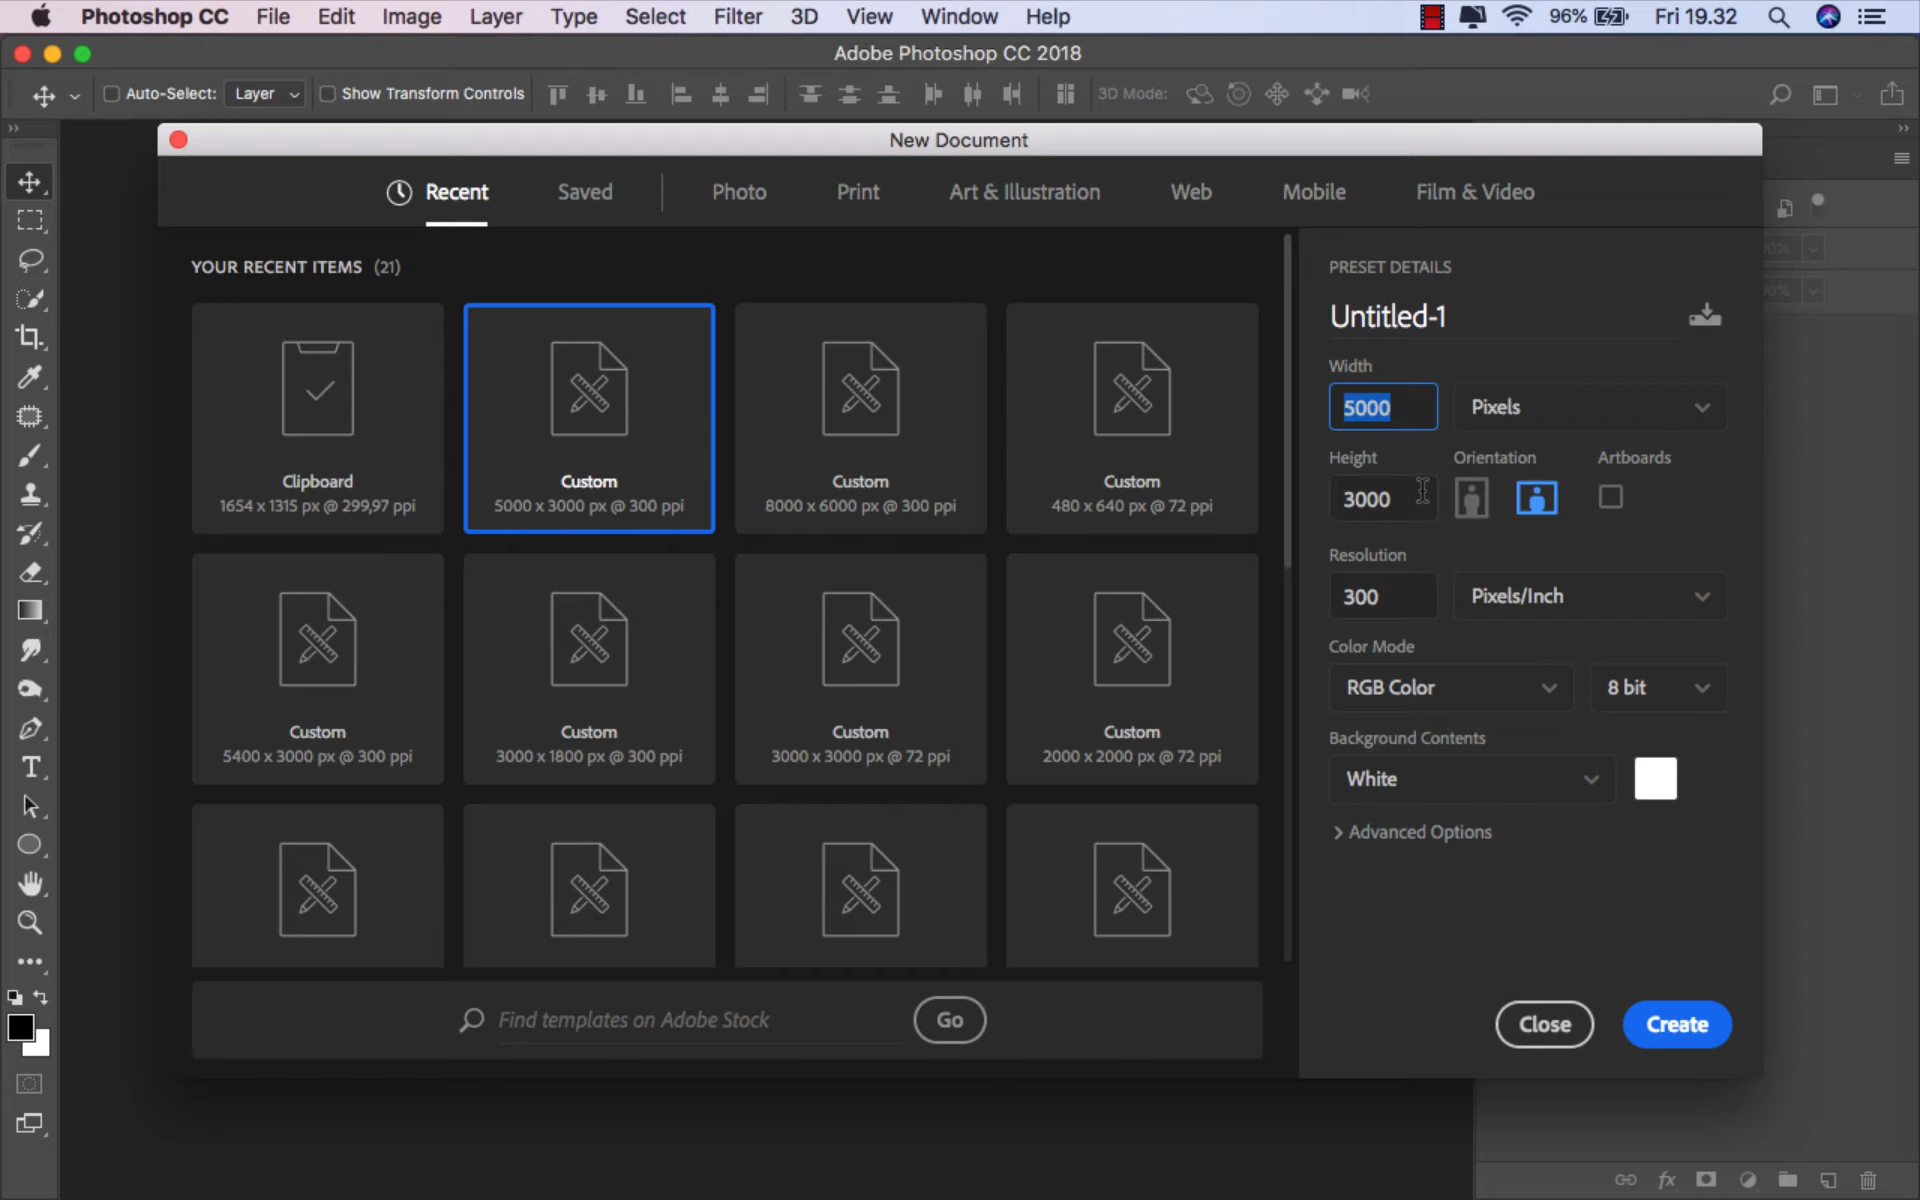 Photoshop CC File Edit Image Layer Type Select Filter 3D View Window Help 96% Fri 19.32
Adobe Photoshop CC 2018
Auto-Select: Layer Show Transform Controls 3D Mode:
New Document
Recent Saved Photo Print Art & Illustration Web Mobile Film & Video
YOUR RECENT ITEMS (21)
Clipboard
1654 x 1315 px @ 299,97 ppi
Custom
5000 x 3000 px @ 300 ppi
Custom
8000 x 6000 px @ 300 ppi
Custom
480 x 640 px @ 72 ppi
Custom
5400 x 3000 px @ 300 ppi
Custom
3000 x 1800 px @ 300 ppi
Custom
3000 x 3000 px @ 72 ppi
Custom
2000 x 2000 px @ 72 ppi
Find templates on Adobe Stock Go
PRESET DETAILS
Untitled-1
Width
5000 Pixels
Height Orientation Artboards
3000
Resolution
300 Pixels/Inch
Color Mode
RGB Color 8 bit
Background Contents
White
Advanced Options
Close Create
T
fx